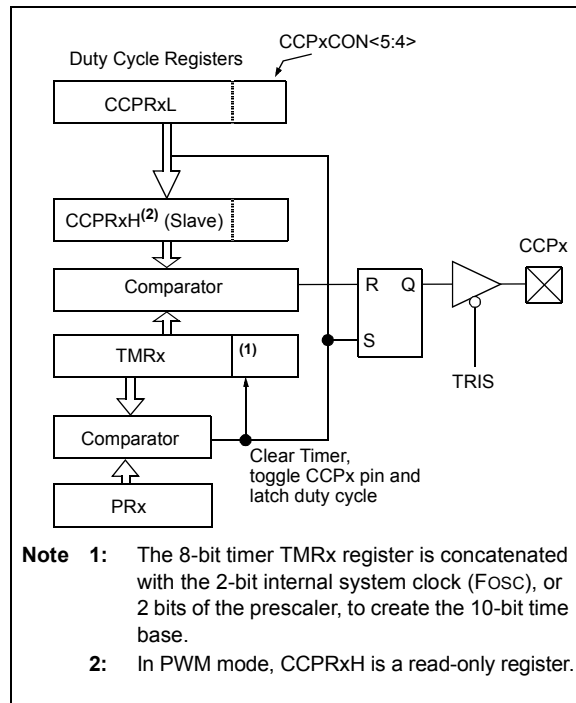 CCPxCON<5:4>
Duty Cycle Registers
CCPRxL
CCPRxH(2) (Slave)
CCPx
Comparator
R Q
TMRx
(1)
S
TRIS
Comparator
Clear Timer,
toggle CCPx pin and
latch duty cycle
PRx
Note 1: The 8-bit timer TMRx register is concatenated
with the 2-bit internal system clock (FOSC), or
2 bits of the prescaler, to create the 10-bit time
base.
2: In PWM mode, CCPRxH is a read-only register.